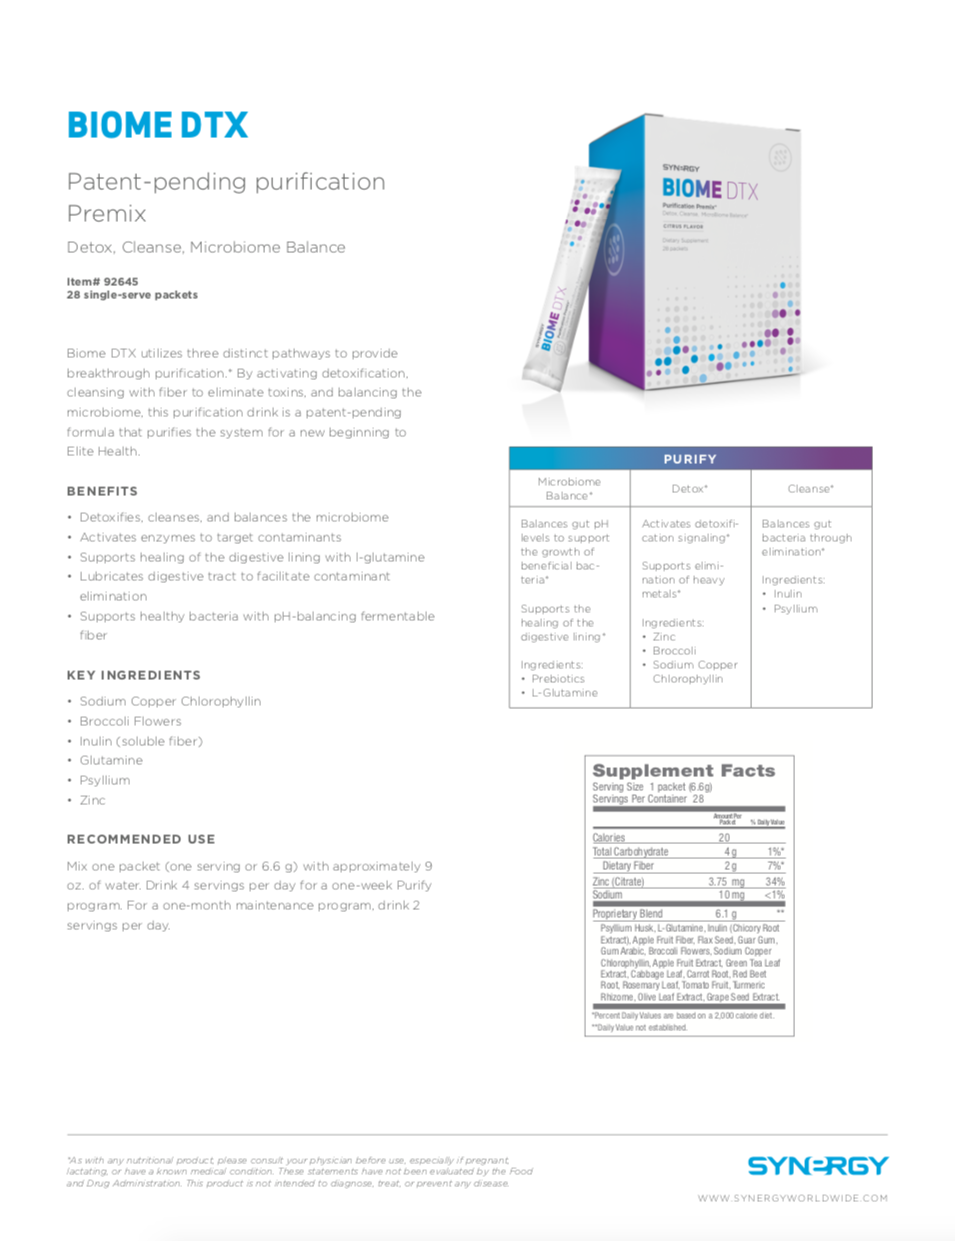 BIOME DTX
Patent-pending purification
Premix
Detox, Cleanse, Microbiome Balance
Item# 92645
28 single-serve packets
Biome DTX utilizes three distinct pathways to provide
breakthrough purification.* By activating detoxification,
cleansing with fiber to eliminate toxins, and balancing the
microbiome, this purification drink is a patent-pending
formula that purifies the system for a new beginning to
Elite Health.
BENEFITS
• Detoxifies, cleanses, and balances the microbiome
• Activates enzymes to target contaminants
• Supports healing of the digestive lining with l-glutamine
• Lubricates digestive tract to facilitate contaminant
elimination
• Supports healthy bacteria with pH-balancing fermentable
fiber
KEY INGREDIENTS
• Sodium Copper Chlorophyllin
• Broccoli Flowers
• Inulin (soluble fiber)
• Glutamine
• Psyllium
• Zinc
RECOMMENDED USE
Mix one packet (one serving or 6.6 g) with approximately 9
oz. of water. Drink 4 servings per day for a one-week Purify
program. For a one-month maintenance program, drink 2
servings per day.
SYNERGY
BIOME DTX
Purification Premix*
Detox Cleanse Microbiome Balance*
CITRUS FLAVOR
Dietary Supplement
28 packets
SYNERGY
BIOME DTX
PURIFY
Microbiome
Balance*
Balances gut pH
levels to support
the growth of
beneficial bac-
teria*
Supports the
healing of the
digestive lining*
Ingredients:
• Prebiotics
• L-Glutamine
Detox*
Activates detoxifi-
cation signaling*
Supports elimi-
nation of heavy
metals*
Ingredients:
• Zinc
• Broccoli
• Sodium Copper
Chlorophyllin
Cleanse*
Balances gut
bacteria through
elimination*
Ingredients:
• Inulin
• Psyllium
Supplement Facts
Serving Size 1 packet (6.6g)
Servings Per Container 28
Amount Per
Packet % Daily Value
Calories 20
Total Carbohydrate 4 g 1%*
Dietary Fiber 2 g 7%*
Zinc (Citrate) 3.75 mg 34%
Sodium 10 mg <1%
Proprietary Blend 6.1 g **
Psyllium Husk, L-Glutamine, Inulin (Chicory Root
Extract), Apple Fruit Fiber, Flax Seed, Guar Gum,
Gum Arabic, Broccoli Flowers, Sodium Copper
Chlorophyllin, Apple Fruit Extract, Green Tea Leaf
Extract, Cabbage Leaf, Carrot Root, Red Beet
Root, Rosemary Leaf, Tomato Fruit, Turmeric
Rhizome, Olive Leaf Extract, Grape Seed Extract.
*Percent Daily Values are based on a 2,000 calorie diet.
**Daily Value not established.
*As with any nutritional product, please consult your physician before use, especially if pregnant,
lactating, or have a known medical condition. These statements have not been evaluated by the Food
and Drug Administration. This product is not intended to diagnose, treat, or prevent any disease.
SYNERGY
WWW.SYNERGYWORLDWIDE.COM